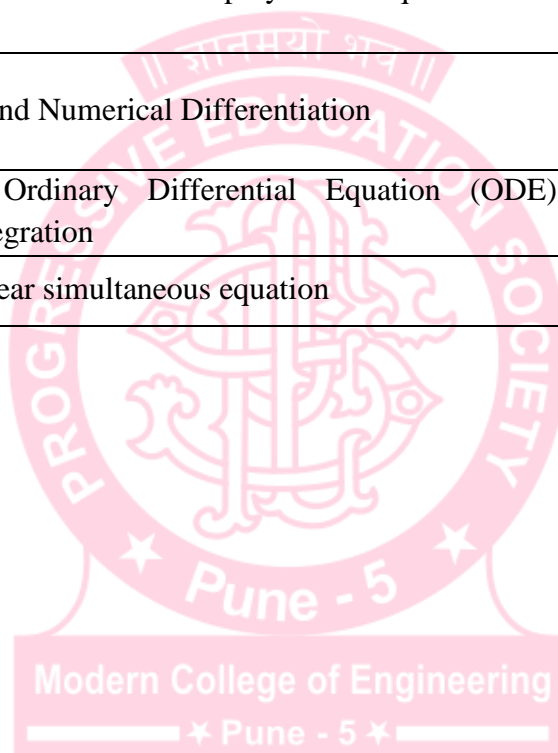 || ज्ञानमयो भव ||
nd Numerical Differentiation
Ordinary Differential Equation (ODE)
egration
ear simultaneous equation
PROGRESSIVE EDUCATION SOCIETY
Pune - 5
Modern College of Engineering
Pune - 5